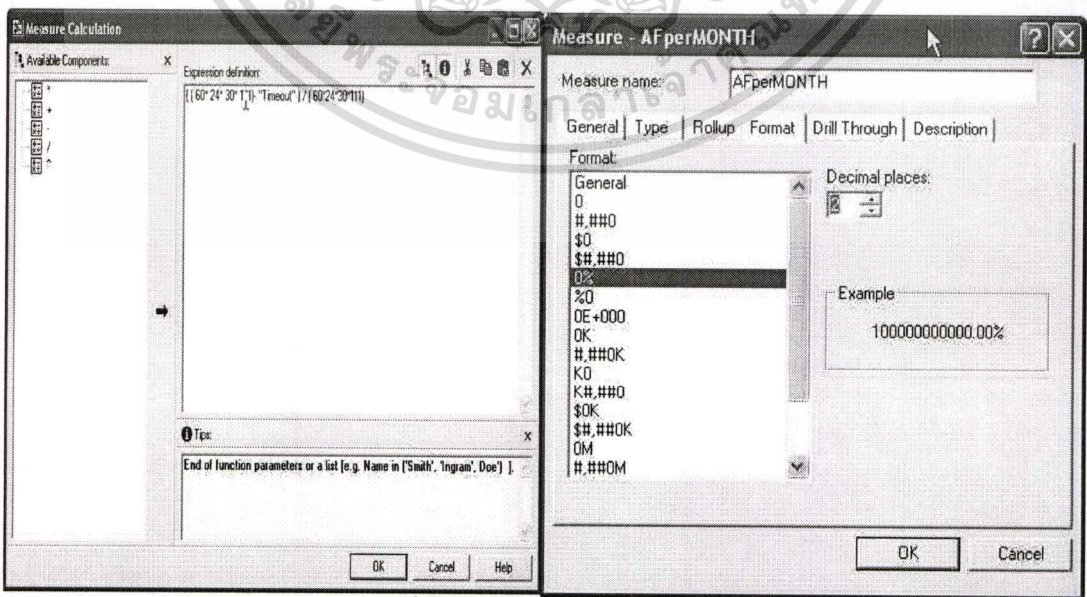 Measure Calculation
Available Components: X
*
+
-
/
^
Expression definition:
( ( 60* 24* 30* 1*1)- "Timeout" ) / ( 60*24*30*111)
Tips: X
End of function parameters or a list [e.g. Name in ('Smith', 'Ingram', Doe') ].
OK Cancel Help
Measure - AFperMONTH
Measure name: AFperMONTH
General Type Rollup Format Drill Through Description
Format:
General
0
#,##0
$0
$#,##0
0%
%0
0E+000
0K
#,##0K
K0
K#,##0
$0K
$#,##0K
0M
#,##0M
Decimal places:
2
Example
100000000000.00%
OK Cancel